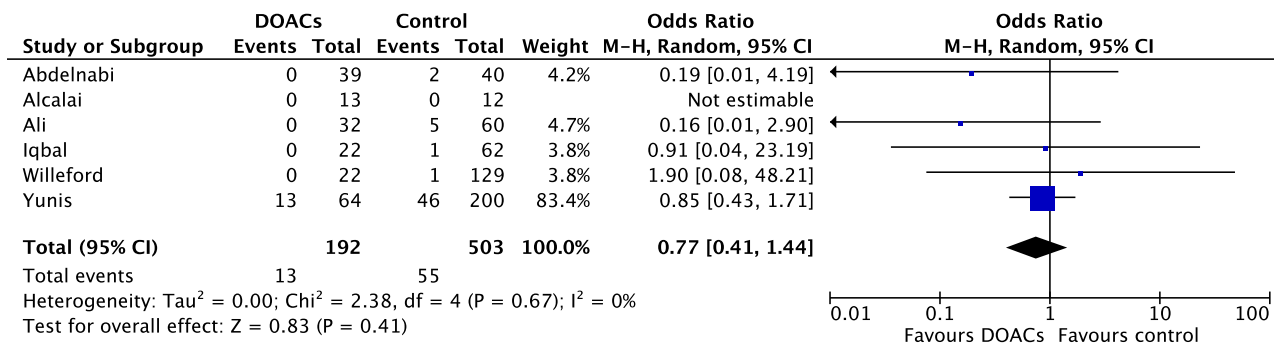 DOACs Control Odds Ratio Odds Ratio
Study or Subgroup Events Total Events Total Weight M-H, Random, 95% CI M-H, Random, 95% CI
Abdelnabi 0 39 2 40 4.2% 0.19 [0.01, 4.19]
Alcalai 0 13 0 12 Not estimable
Ali 0 32 5 60 4.7% 0.16 [0.01, 2.90]
Iqbal 0 22 1 62 3.8% 0.91 [0.04, 23.19]
Willeford 0 22 1 129 3.8% 1.90 [0.08, 48.21]
Yunis 13 64 46 200 83.4% 0.85 [0.43, 1.71]
Total (95% CI) 192 503 100.0% 0.77 [0.41, 1.44]
Total events 13 55
Heterogeneity: Tau² = 0.00; Chi² = 2.38, df = 4 (P = 0.67); I² = 0%
Test for overall effect: Z = 0.83 (P = 0.41)
0.01 0.1 1 10 100
Favours DOACs Favours control